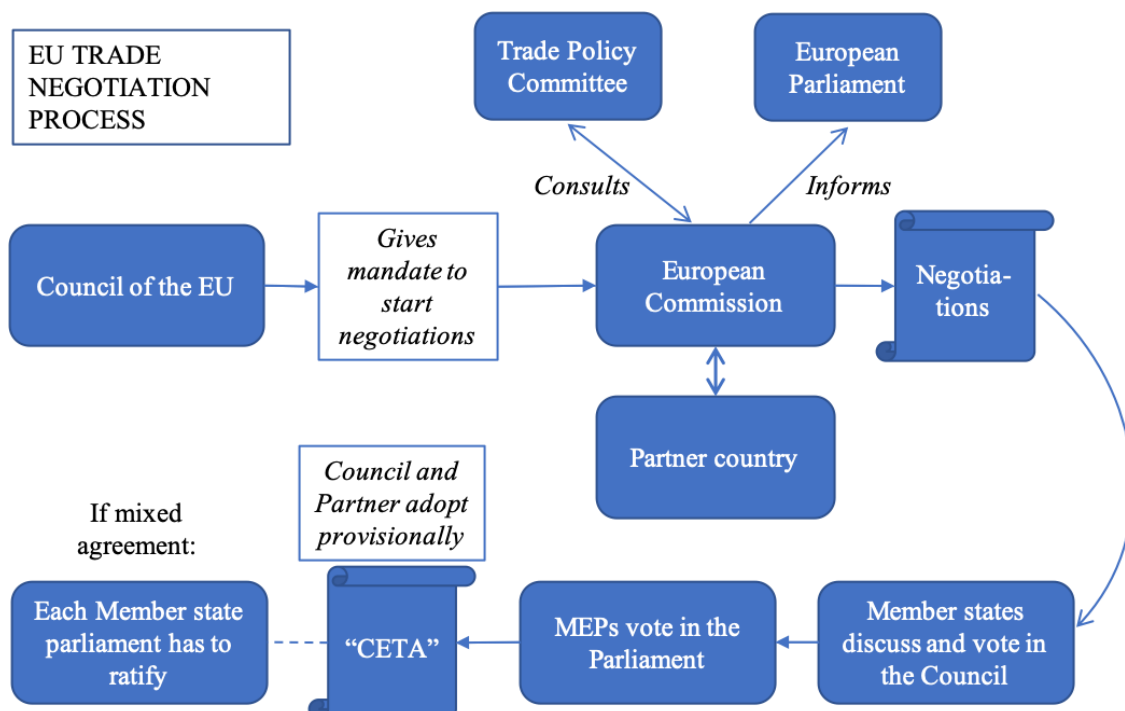 EU TRADE
NEGOTIATION
PROCESS
Trade Policy
Committee
European
Parliament
Consults
Informs
Council of the EU
Gives
mandate to
start
negotiations
European
Commission
Negotia-
tions
Partner country
Council and
Partner adopt
provisionally
If mixed
agreement:
Each Member state
parliament has to
ratify
“CETA”
MEPs vote in the
Parliament
Member states
discuss and vote in
the Council